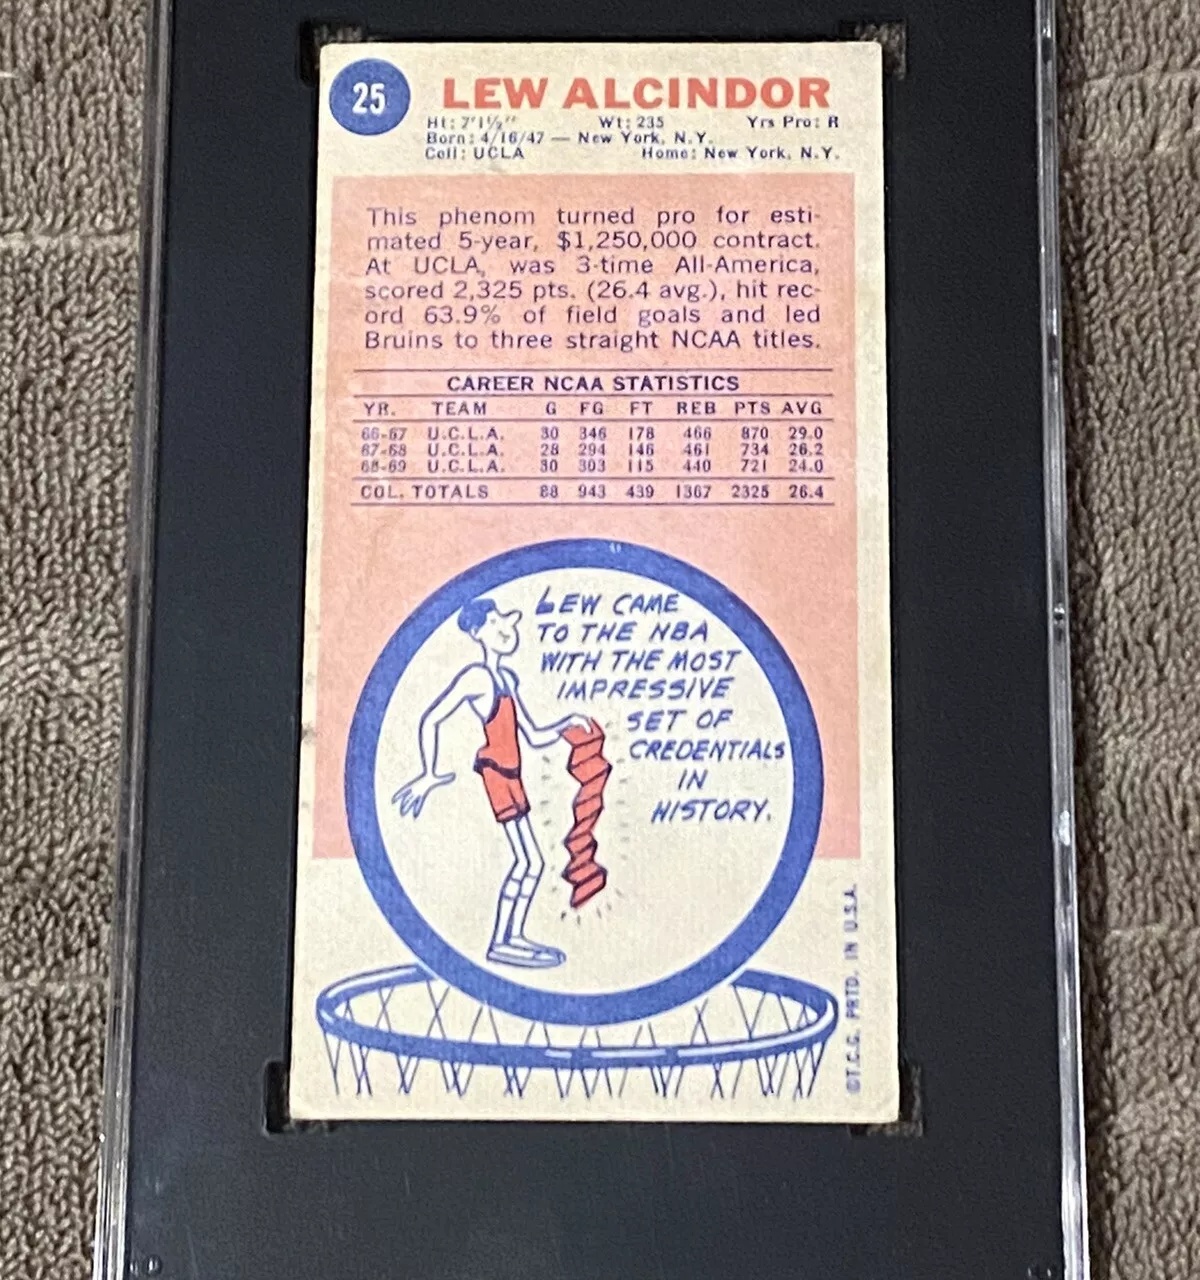 25
LEW ALCINDOR
Ht: 7'1½" Wt: 235 Yrs Pro: R
Born: 4/16/47 — New York, N.Y.
Coll: UCLA Home: New York, N.Y.
This phenom turned pro for esti-
mated 5-year, $1,250,000 contract.
At UCLA, was 3-time All-America,
scored 2,325 pts. (26.4 avg.), hit rec-
ord 63.9% of field goals and led
Bruins to three straight NCAA titles.
CAREER NCAA STATISTICS
YR. TEAM G FG FT REB PTS AVG
66-67 U.C.L.A. 30 346 178 466 870 29.0
67-68 U.C.L.A. 28 294 146 461 734 26.2
68-69 U.C.L.A. 30 303 115 440 721 24.0
COL. TOTALS 88 943 439 1367 2325 26.4
LEW CAME
TO THE NBA
WITH THE MOST
IMPRESSIVE
SET OF
CREDENTIALS
IN
HISTORY.
©T.C.G. PRTD. IN U.S.A.